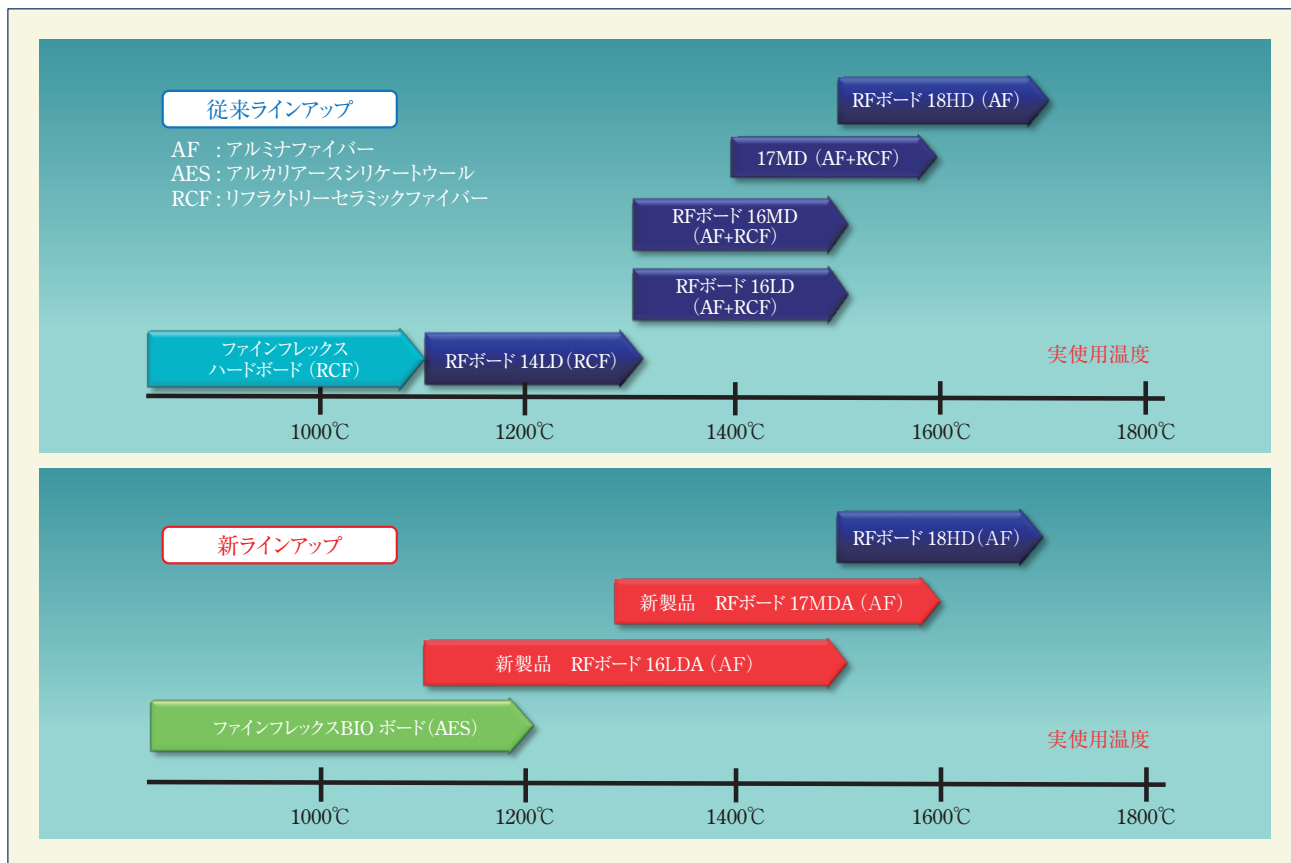 従来ラインアップ
AF :アルミナファイバー
AES:アルカリアースシリケートウール
RCF:リフラクトリーセラミックファイバー
RFボード 18HD (AF)
17MD (AF+RCF)
RFボード 16MD
(AF+RCF)
RFボード 16LD
(AF+RCF)
ファインフレックス
ハードボード (RCF)
RFボード 14LD(RCF)
実使用温度
1000℃ 1200℃ 1400℃ 1600℃ 1800℃
新ラインアップ
RFボード 18HD(AF)
新製品 RFボード 17MDA (AF)
新製品 RFボード 16LDA (AF)
ファインフレックスBIO ボード(AES)
実使用温度
1000℃ 1200℃ 1400℃ 1600℃ 1800℃